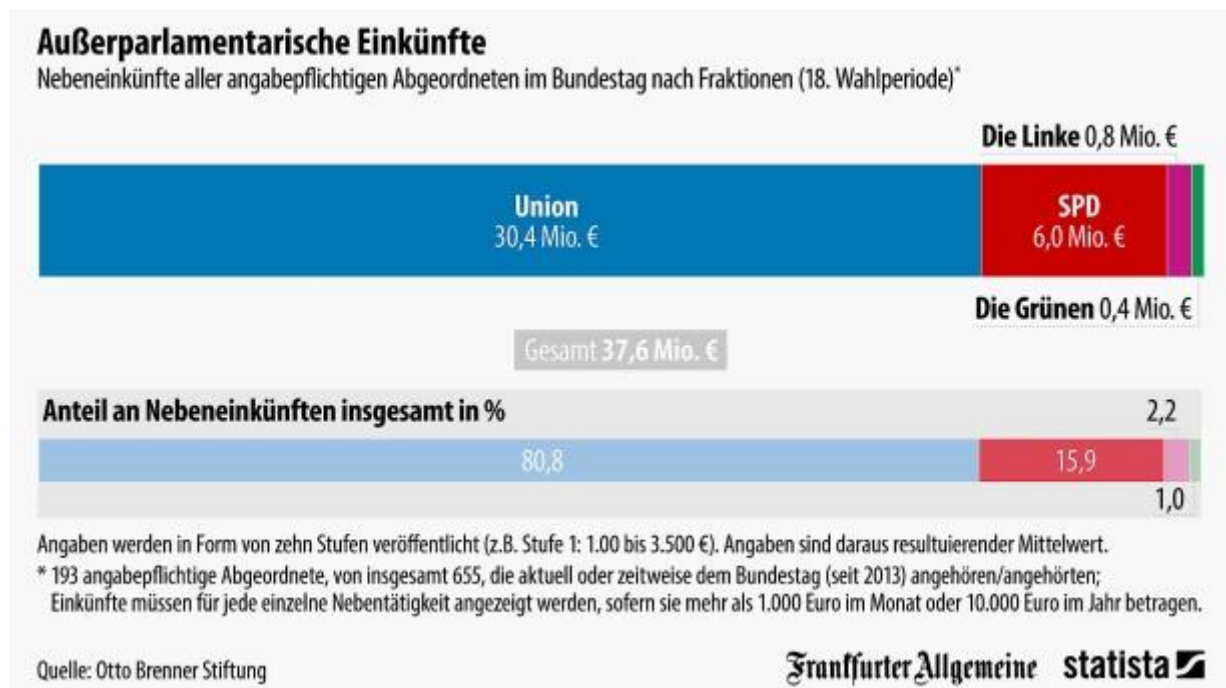 Außerparlamentarische Einkünfte
Nebeneinkünfte aller angabepflichtigen Abgeordneten im Bundestag nach Fraktionen (18. Wahlperiode)*
Die Linke 0,8 Mio. €
Union
30,4 Mio. €
SPD
6,0 Mio. €
Die Grünen 0,4 Mio. €
Gesamt 37,6 Mio. €
Anteil an Nebeneinkünften insgesamt in %
2,2
80,8
15,9
1,0
Angaben werden in Form von zehn Stufen veröffentlicht (z.B. Stufe 1: 1.00 bis 3.500 €). Angaben sind daraus resultuierender Mittelwert.
* 193 angabepflichtige Abgeordnete, von insgesamt 655, die aktuell oder zeitweise dem Bundestag (seit 2013) angehören/angehörten;
Einkünfte müssen für jede einzelne Nebentätigkeit angezeigt werden, sofern sie mehr als 1.000 Euro im Monat oder 10.000 Euro im Jahr betragen.
Quelle: Otto Brenner Stiftung
Frankfurter Allgemeine statista